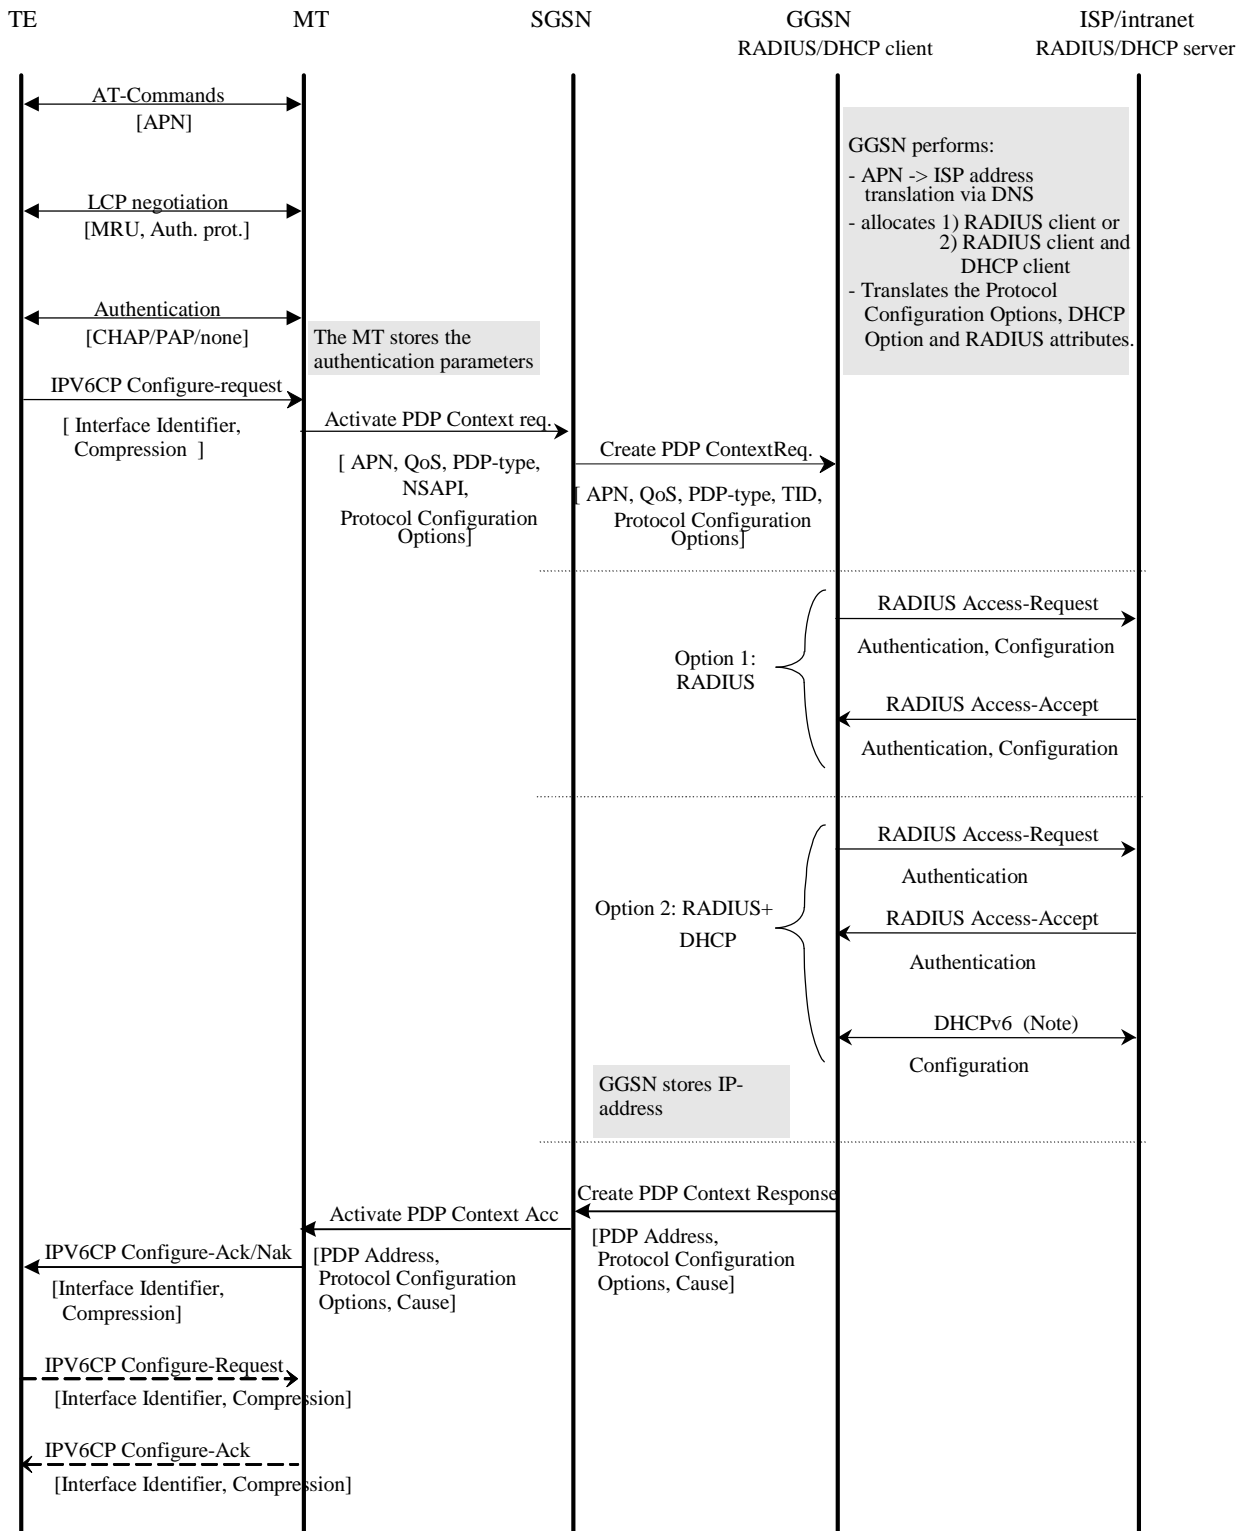 TE
MT
SGSN
GGSN
ISP/intranet
RADIUS/DHCP client
RADIUS/DHCP server
AT-Commands
[APN]
GGSN performs:
- APN -> ISP address
translation via DNS
- allocates 1) RADIUS client or
2) RADIUS client and
DHCP client
- Translates the Protocol
Configuration Options, DHCP
Option and RADIUS attributes.
LCP negotiation
[MRU, Auth. prot.]
Authentication
[CHAP/PAP/none]
The MT stores the
authentication parameters
IPV6CP Configure-request
[ Interface Identifier,
Compression ]
Activate PDP Context req.
[ APN, QoS, PDP-type,
NSAPI,
Protocol Configuration
Options]
Create PDP ContextReq.
[ APN, QoS, PDP-type, TID,
Protocol Configuration
Options]
Option 1:
RADIUS
RADIUS Access-Request
Authentication, Configuration
RADIUS Access-Accept
Authentication, Configuration
Option 2: RADIUS+
DHCP
RADIUS Access-Request
Authentication
RADIUS Access-Accept
Authentication
DHCPv6 (Note)
Configuration
GGSN stores IP-
address
Create PDP Context Response
[PDP Address,
Protocol Configuration
Options, Cause]
Activate PDP Context Acc
[PDP Address,
Protocol Configuration
Options, Cause]
IPV6CP Configure-Ack/Nak
[Interface Identifier,
Compression]
IPV6CP Configure-Request
[Interface Identifier, Compression]
IPV6CP Configure-Ack
[Interface Identifier, Compression]